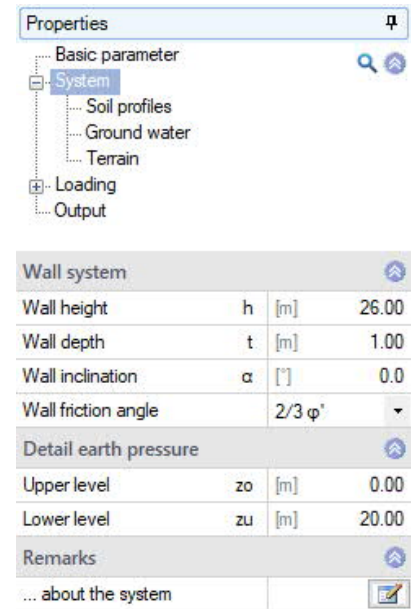 Properties
Basic parameter
System
Soil profiles
Ground water
Terrain
Loading
Output
Wall system
Wall height h [m] 26.00
Wall depth t [m] 1.00
Wall inclination α [°] 0.0
Wall friction angle 2/3 φ'
Detail earth pressure
Upper level zo [m] 0.00
Lower level zu [m] 20.00
Remarks
... about the system